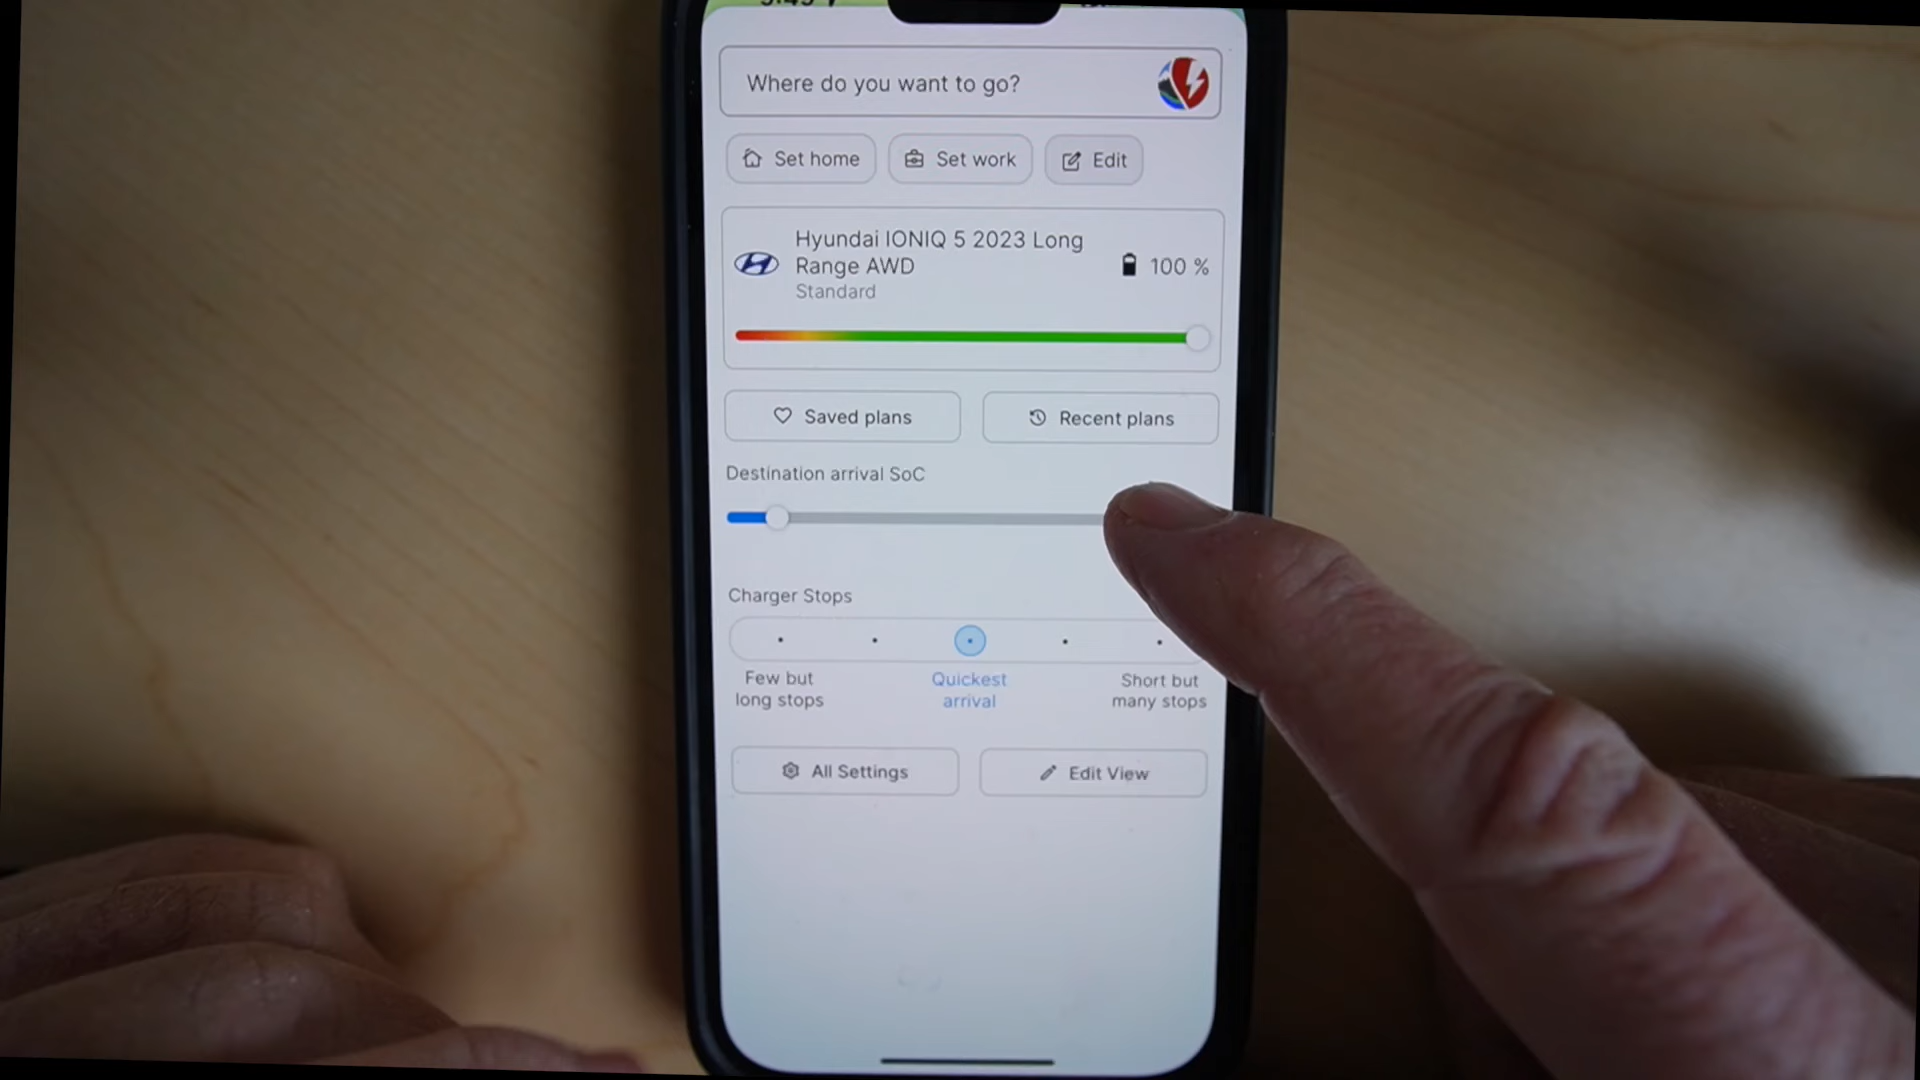 Where do you want to go?
Set home
Set work
Edit
Hyundai IONIQ 5 2023 Long
Range AWD
100 %
Standard
Saved plans
Recent plans
Destination arrival SoC
Charger Stops
Few but
long stops
Quickest
arrival
Short but
many stops
All Settings
Edit View